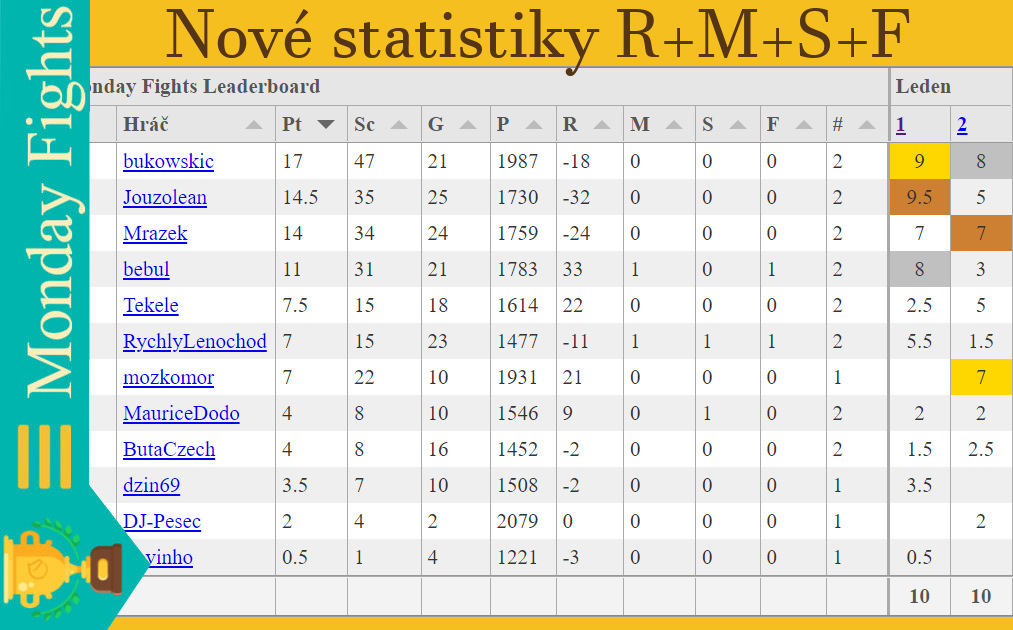 Nové statistiky R+M+S+F
Monday Fights
nday Fights Leaderboard Leden
Hráč Pt Sc G P R M S F # 1 2
bukowskic 17 47 21 1987 -18 0 0 0 2 9 8
Jouzolean 14.5 35 25 1730 -32 0 0 0 2 9.5 5
Mrazek 14 34 24 1759 -24 0 0 0 2 7 7
bebul 11 31 21 1783 33 1 0 1 2 8 3
Tekele 7.5 15 18 1614 22 0 0 0 2 2.5 5
RychlyLenochod 7 15 23 1477 -11 1 1 1 2 5.5 1.5
mozkomor 7 22 10 1931 21 0 0 0 1 7
MauriceDodo 4 8 10 1546 9 0 1 0 2 2 2
ButaCzech 4 8 16 1452 -2 0 0 0 2 1.5 2.5
dzin69 3.5 7 10 1508 -2 0 0 0 1 3.5
DJ-Pesec 2 4 2 2079 0 0 0 0 1 2
vinho 0.5 1 4 1221 -3 0 0 0 1 0.5
10 10